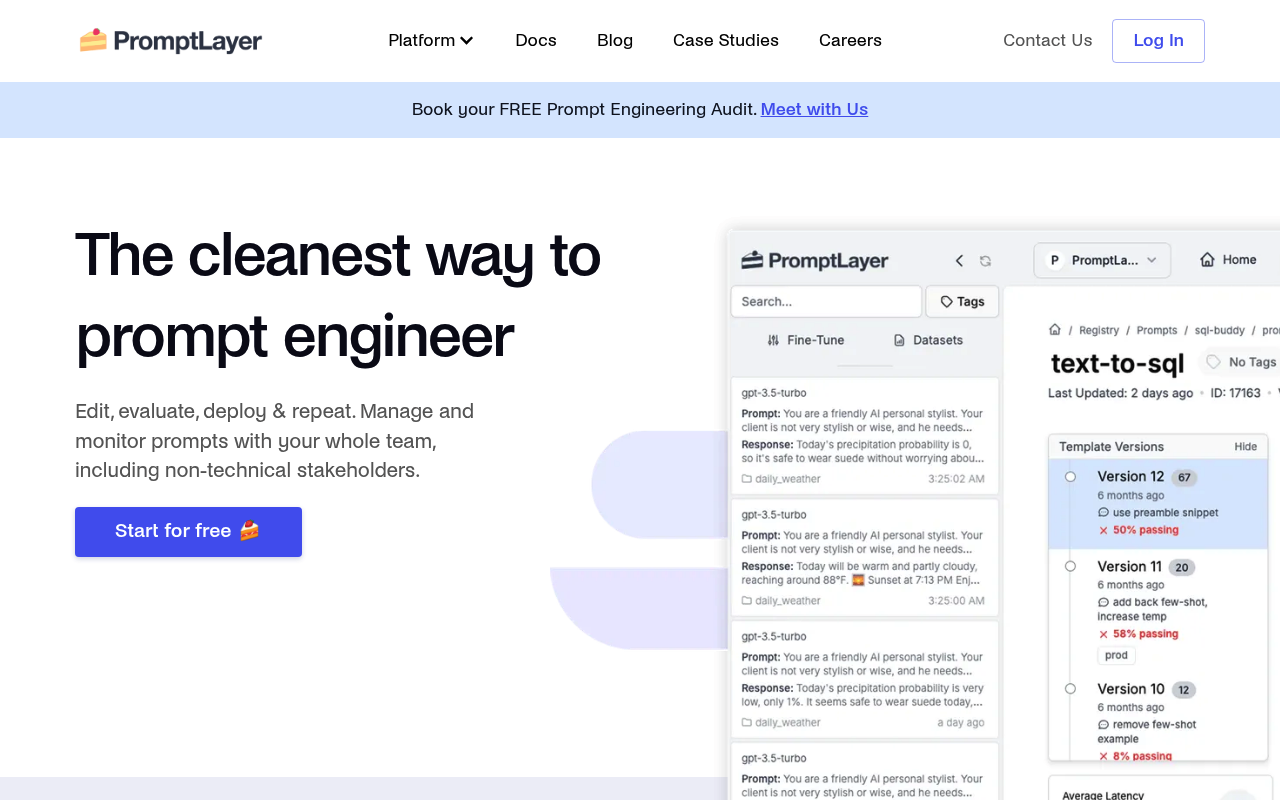 PromptLayer
Platform
Docs
Blog
Case Studies
Careers
Contact Us
Log In
Book your FREE Prompt Engineering Audit. Meet with Us
The cleanest way to
prompt engineer
Edit, evaluate, deploy & repeat. Manage and
monitor prompts with your whole team,
including non-technical stakeholders.
Start for free
PromptLayer
Search...
Tags
Fine-Tune
Datasets
gpt-3.5-turbo
Prompt: You are a friendly AI personal stylist. Your
client is not very stylish or wise, and he needs...
Response: Today's precipitation probability is 0,
so it's safe to wear suede without worrying abou...
daily_weather
3:25:02 AM
gpt-3.5-turbo
Prompt: You are a friendly AI personal stylist. Your
client is not very stylish or wise, and he needs...
Response: Today will be warm and partly cloudy,
reaching around 88°F. 🌇 Sunset at 7:13 PM Enj...
daily_weather
3:25:00 AM
gpt-3.5-turbo
Prompt: You are a friendly AI personal stylist. Your
client is not very stylish or wise, and he needs...
Response: Today's precipitation probability is very
low, only 1%. It seems safe to wear suede today,...
daily_weather
a day ago
gpt-3.5-turbo
Prompt: You are a friendly AI personal stylist. Your
client is not very stylish or wise, and he needs...
P PromptLa...
Home
/ Registry / Prompts / sql-buddy /
text-to-sql
No Tags
Last Updated: 2 days ago • ID: 17163 •
Template Versions
Hide
Version 12 67
6 months ago
use preamble snippet
50% passing
Version 11 20
6 months ago
add back few-shot,
increase temp
58% passing
prod
Version 10 12
6 months ago
remove few-shot
example
8% passing
Average Latency